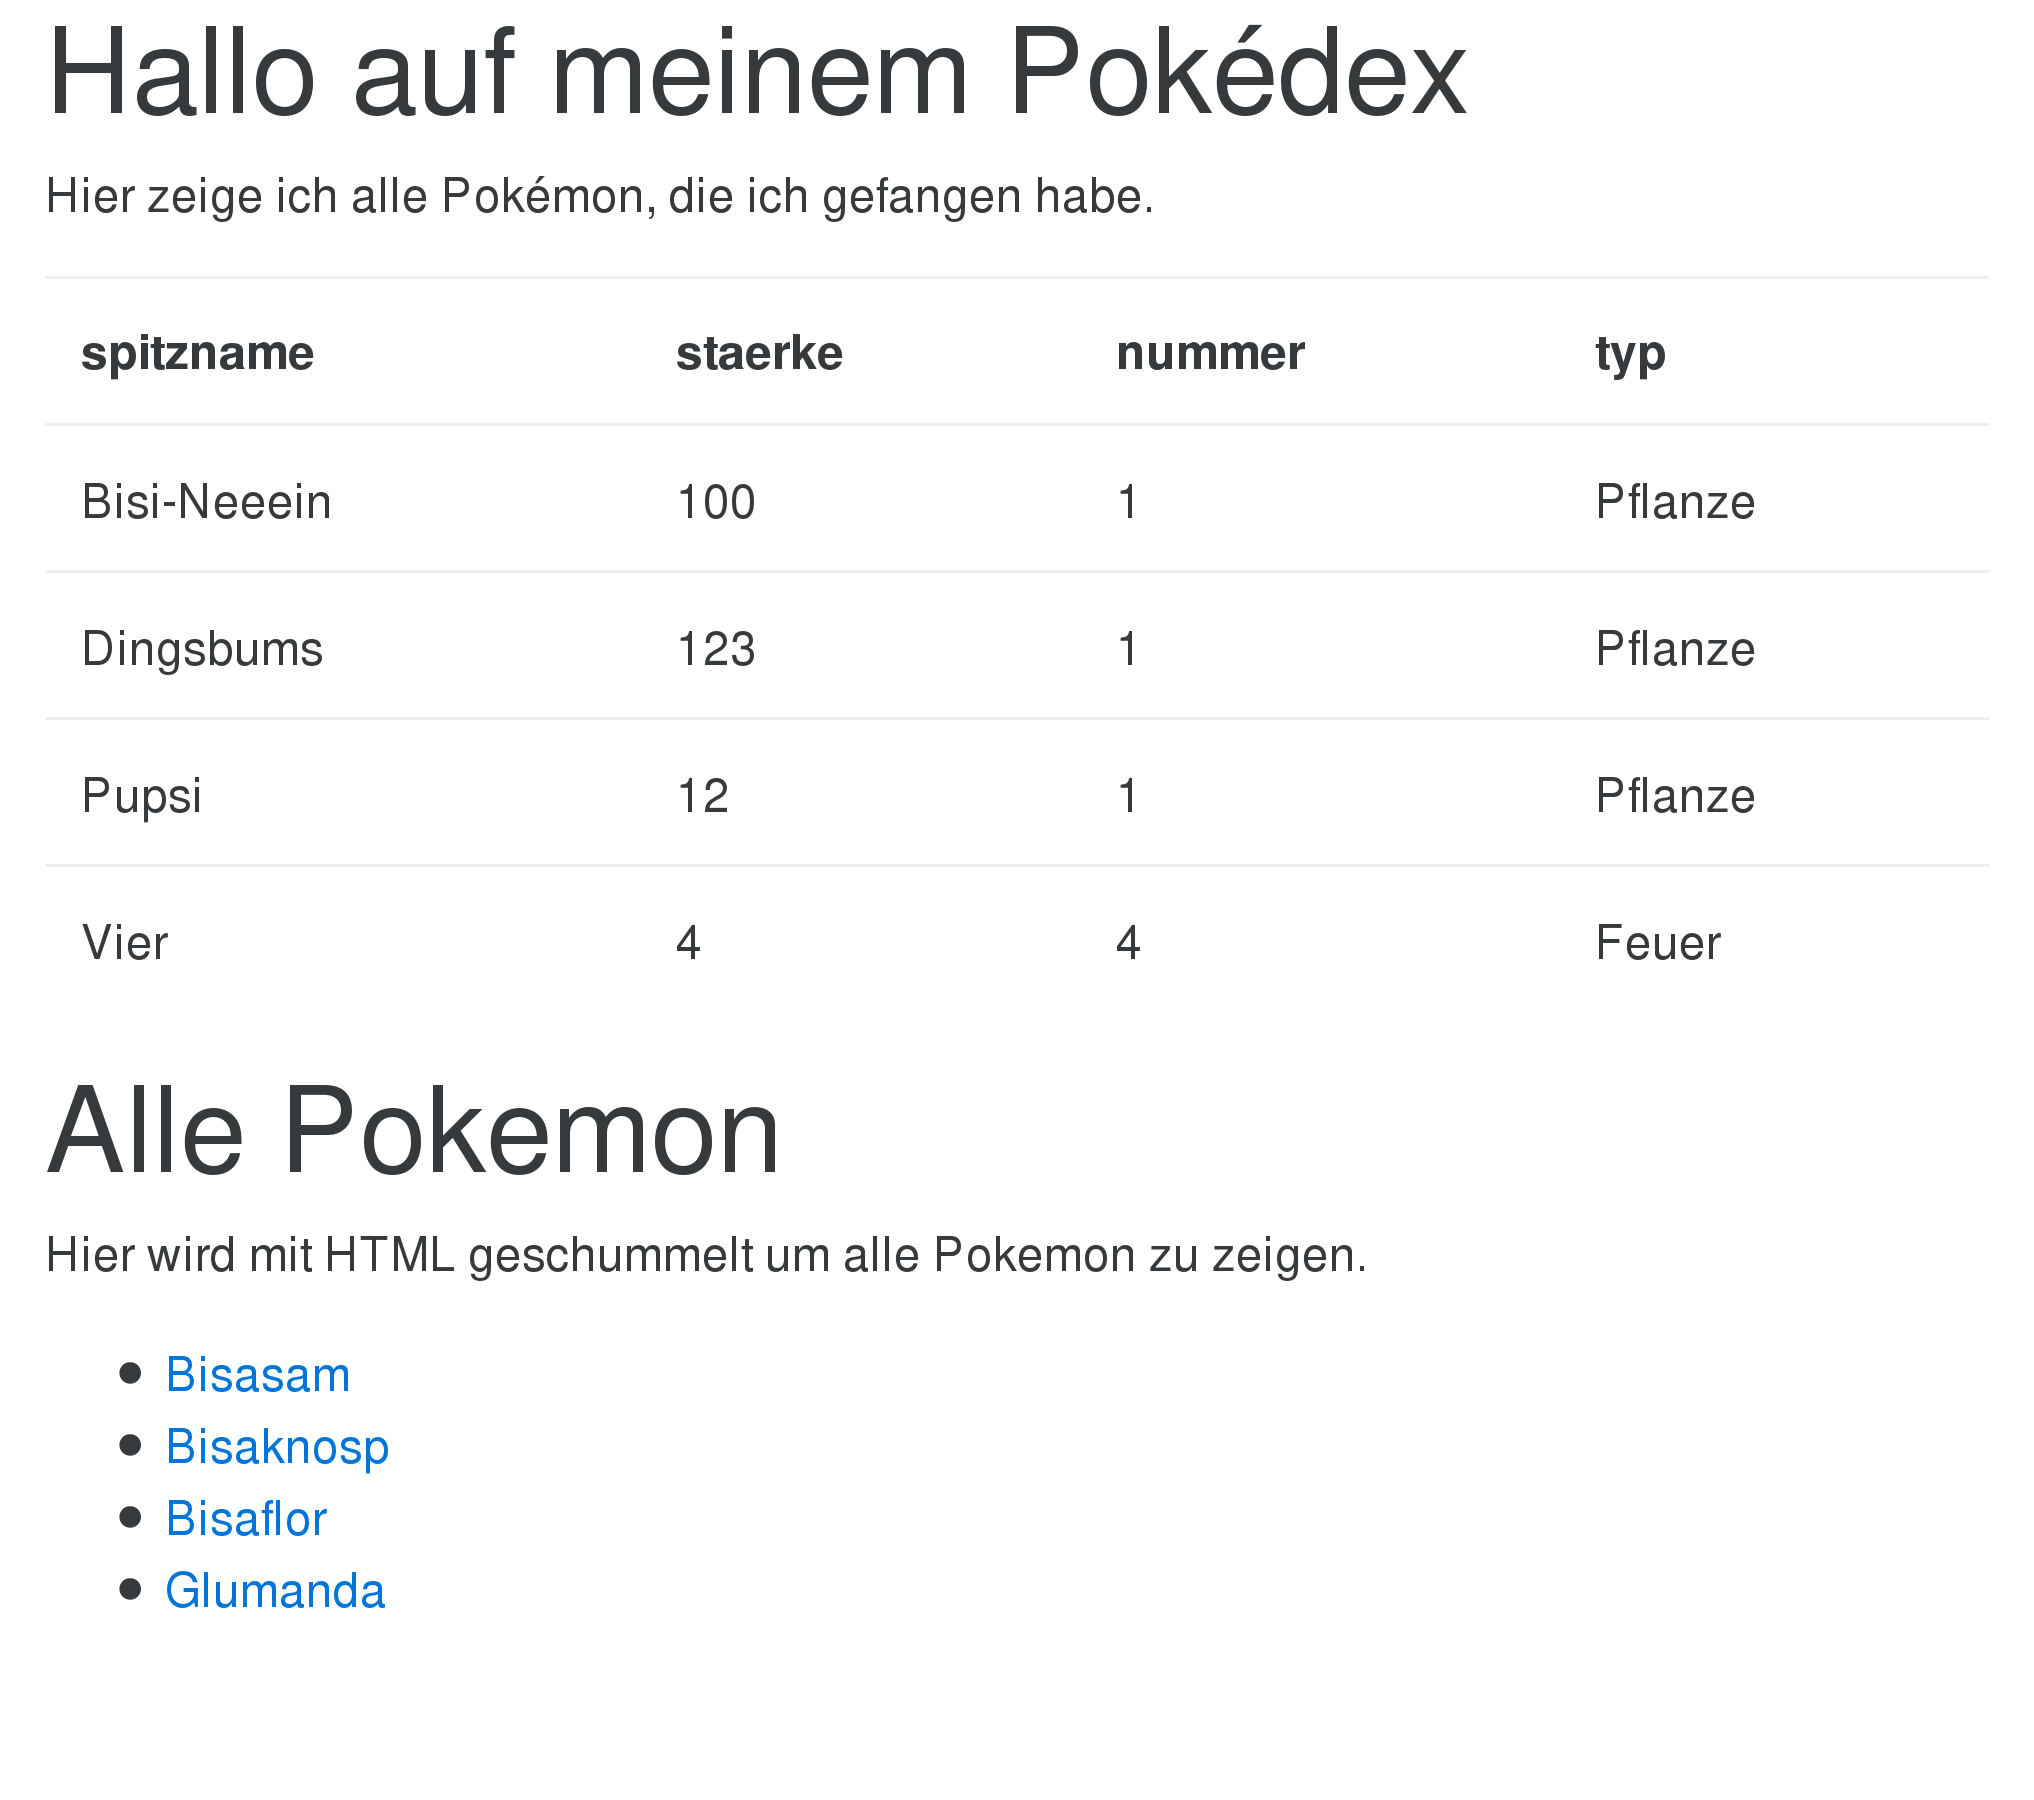 Hallo auf meinem Pokédex
Hier zeige ich alle Pokémon, die ich gefangen habe.
spitzname staerke nummer typ
Bisi-Neeein 100 1 Pflanze
Dingsbums 123 1 Pflanze
Pupsi 12 1 Pflanze
Vier 4 4 Feuer
Alle Pokemon
Hier wird mit HTML geschummelt um alle Pokemon zu zeigen.
Bisasam
Bisaknosp
Bisaflor
Glumanda